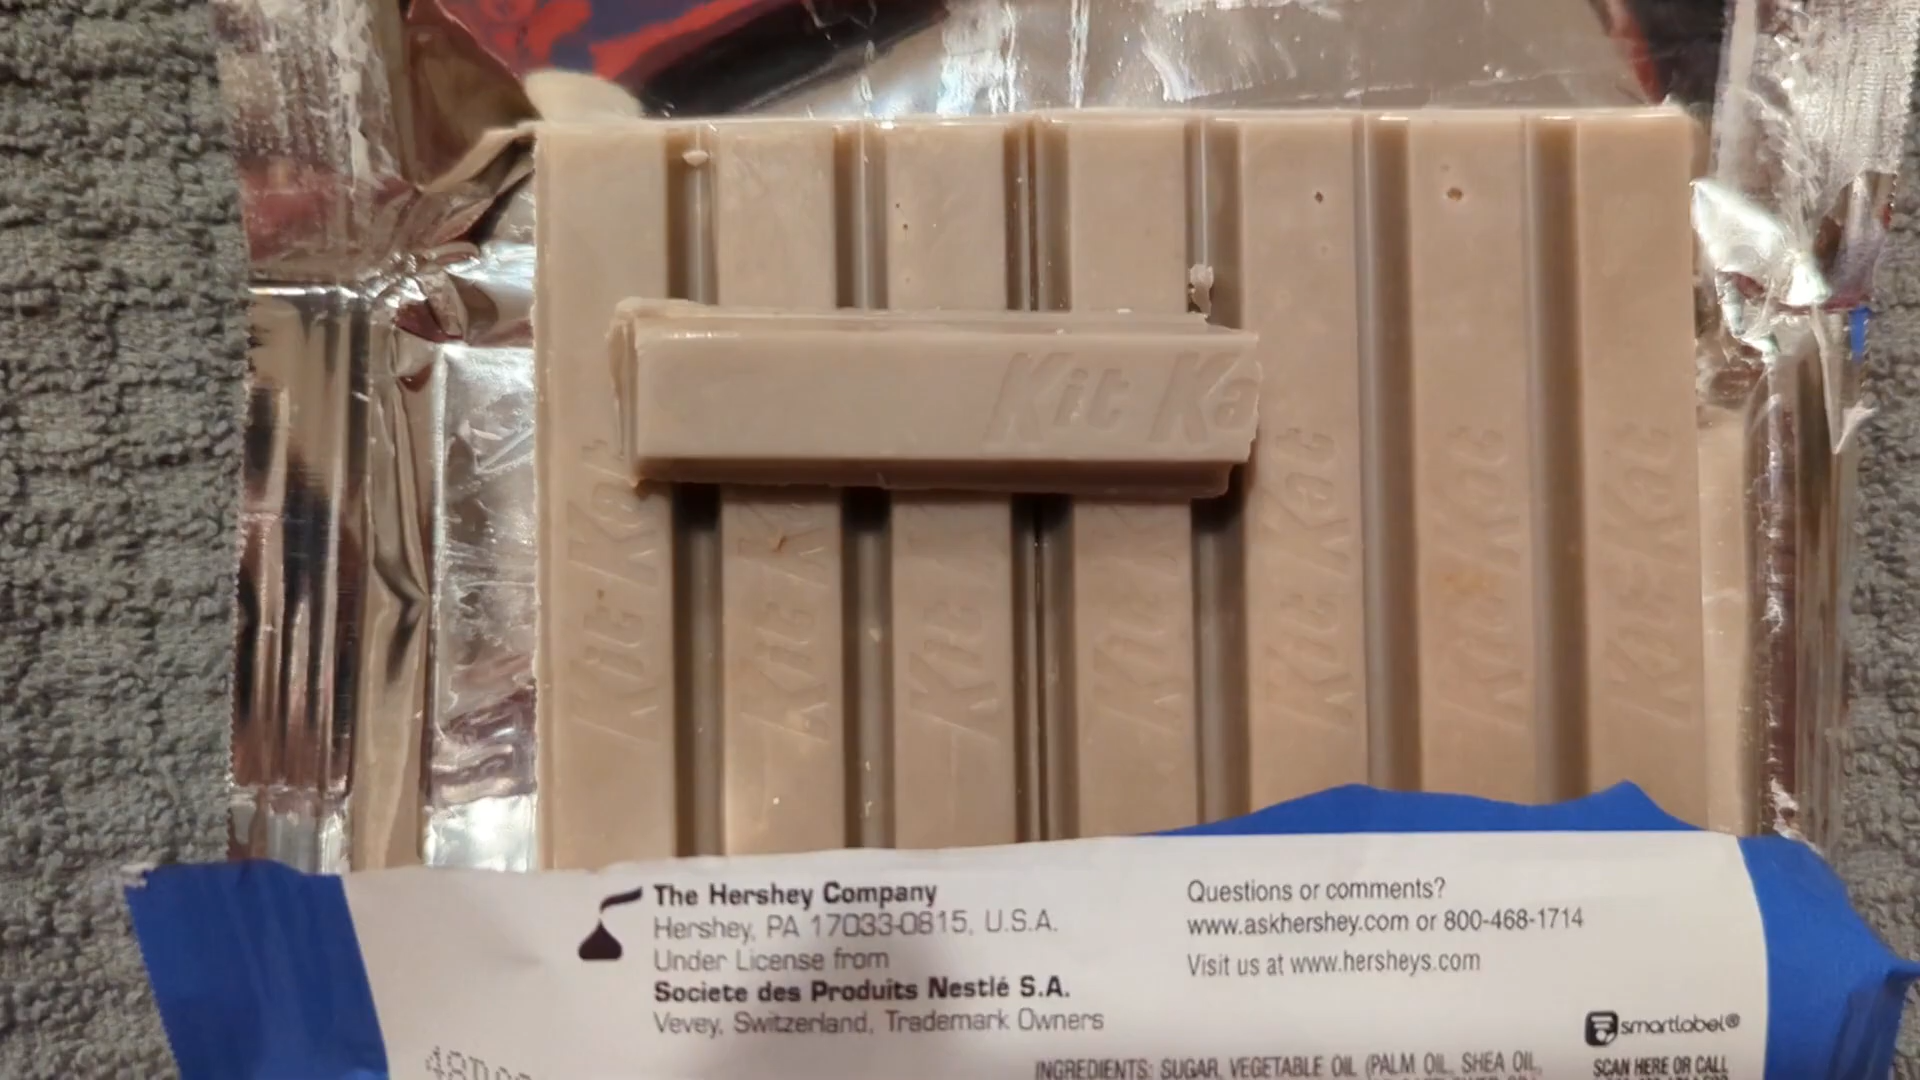 Kit Ka
Kit Kat
Kit K
Kit
Kit K
Kit Kat
Kit Kat
Kit Kat
The Hershey Company
Hershey, PA 17033-0815, U.S.A.
Under License from
Societe des Produits Nestlé S.A.
Vevey, Switzerland, Trademark Owners
Questions or comments?
www.askhershey.com or 800-468-1714
Visit us at www.hersheys.com
smartlabel®
SCAN HERE OR CALL
INGREDIENTS: SUGAR, VEGETABLE OIL (PALM OIL, SHEA OIL,